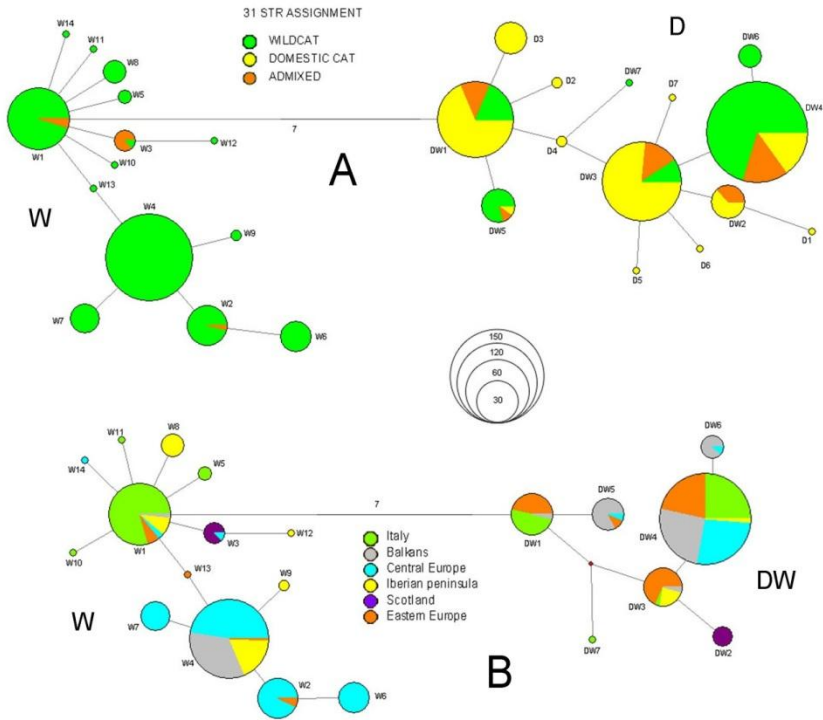 31 STR ASSIGNMENT
WILDCAT
DOMESTIC CAT
ADMIXED
W14
W11
W8
W5
W1
W3
W12
W10
W13
W
W4
W9
W7
W2
W6
7
A
D
D3
D2
DW1
D4
DW7
D7
DW6
DW4
DW3
DW5
DW2
D1
D6
D5
150
120
60
30
W11
W8
W14
W5
W1
W3
W12
W10
W13
W
W9
W7
W4
W2
W6
7
Italy
Balkans
Central Europe
Iberian peninsula
Scotland
Eastern Europe
B
DW6
DW5
DW4
DW1
DW
DW3
DW7
DW2